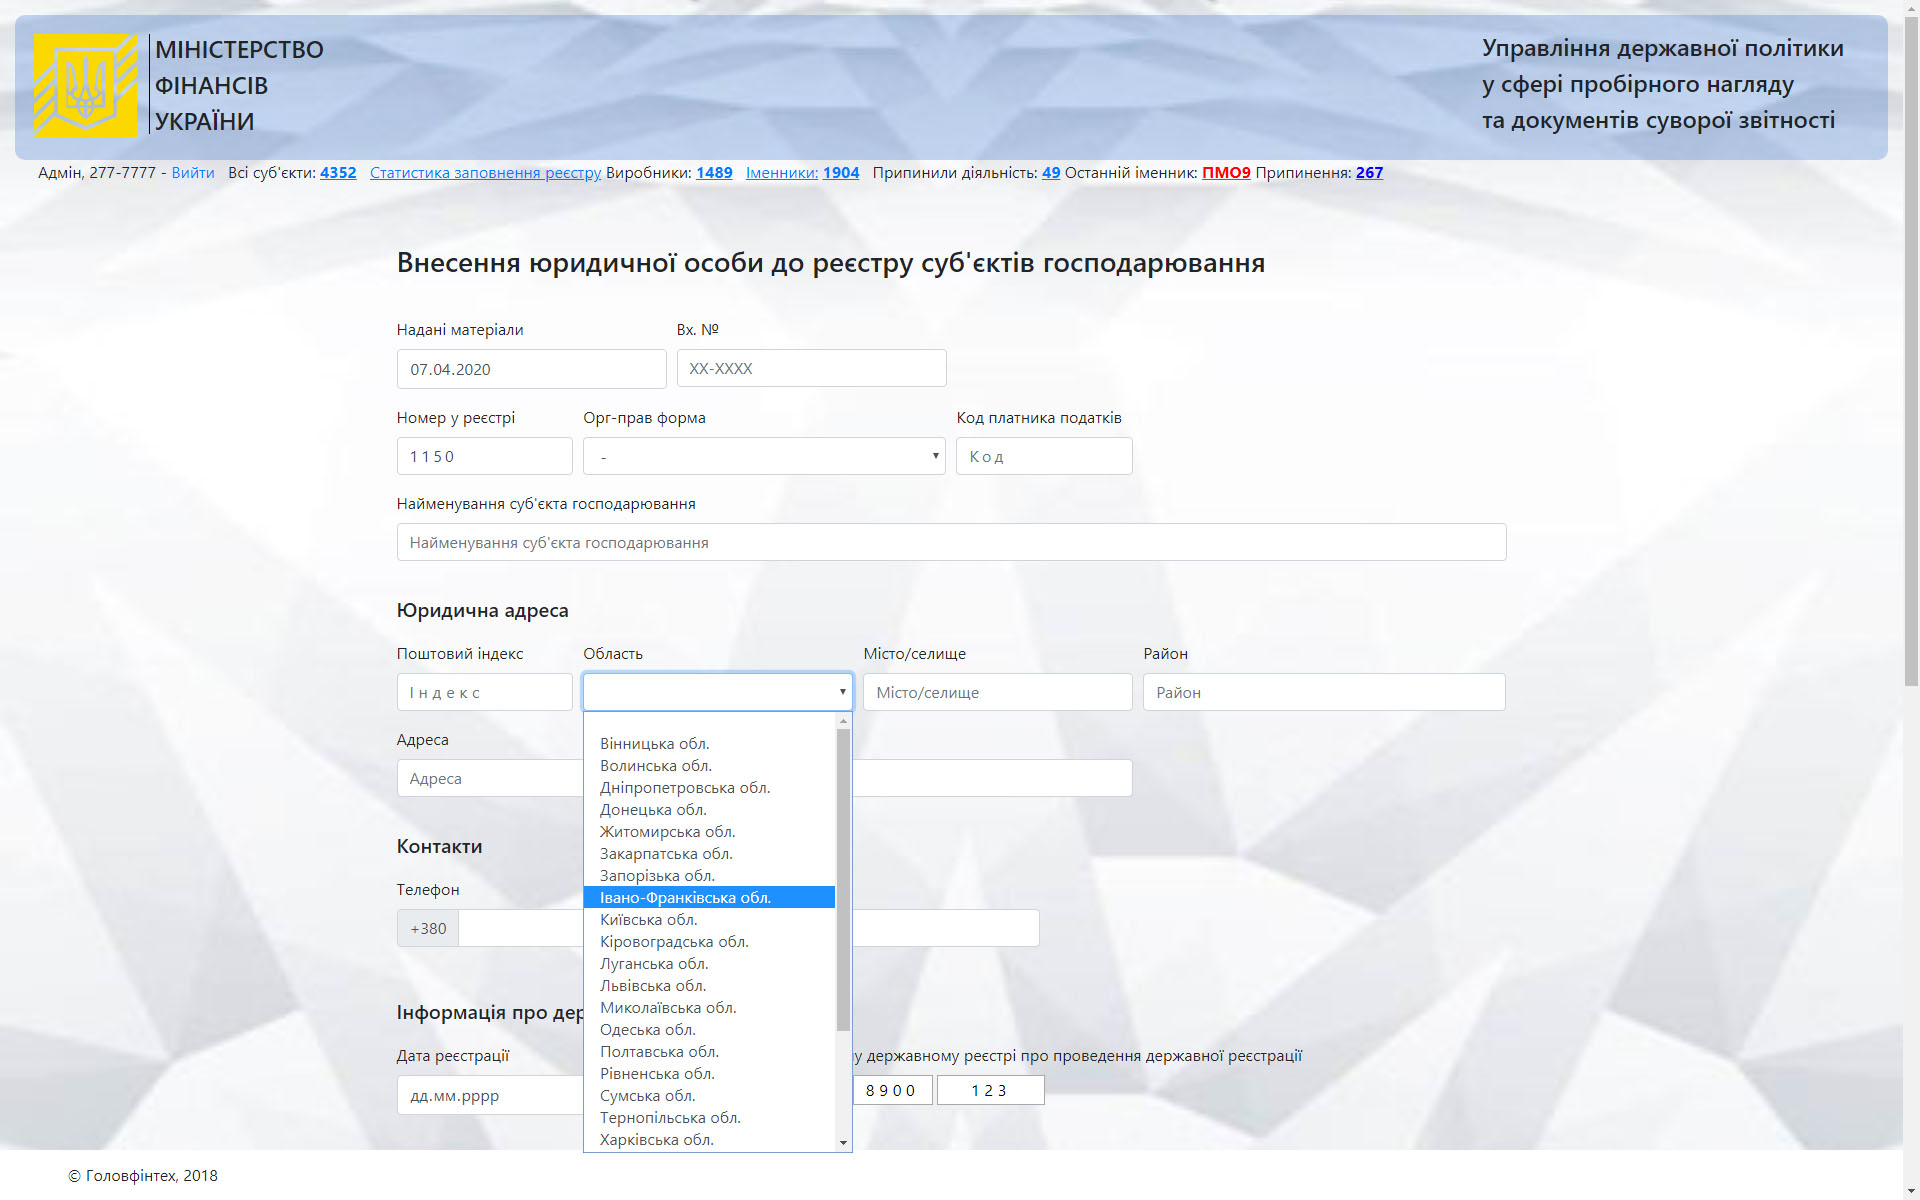 МІНІСТЕРСТВО
ФІНАНСІВ
УКРАЇНИ
Управління державної політики
у сфері пробірного нагляду
та документів суворої звітності
Адмін, 277-7777 - Вийти Всі суб'єкти: 4352 Статистика заповнення реєстру Виробники: 1489 Іменники: 1904 Припинили діяльність: 49 Останній іменник: ПМО9 Припинення: 267
Внесення юридичної особи до реєстру суб'єктів господарювання
Надані матеріали Вх. №
07.04.2020 XX-XXXX
Номер у реєстрі Орг-прав форма Код платника податків
1150 - Код
Найменування суб'єкта господарювання
Найменування суб'єкта господарювання
Юридична адреса
Поштовий індекс Область Місто/селище Район
Індекс Місто/селище Район
Адреса
Адреса
Вінницька обл.
Волинська обл.
Дніпропетровська обл.
Донецька обл.
Житомирська обл.
Закарпатська обл.
Запорізька обл.
Івано-Франківська обл.
Київська обл.
Кіровоградська обл.
Луганська обл.
Львівська обл.
Миколаївська обл.
Одеська обл.
Полтавська обл.
Рівненська обл.
Сумська обл.
Тернопільська обл.
Харківська обл.
Контакти
Телефон
+380
Інформація про дер
Дата реєстрації у державному реєстрі про проведення державної реєстрації
дд.мм.рррр 8900 123
© Головфінтех, 2018